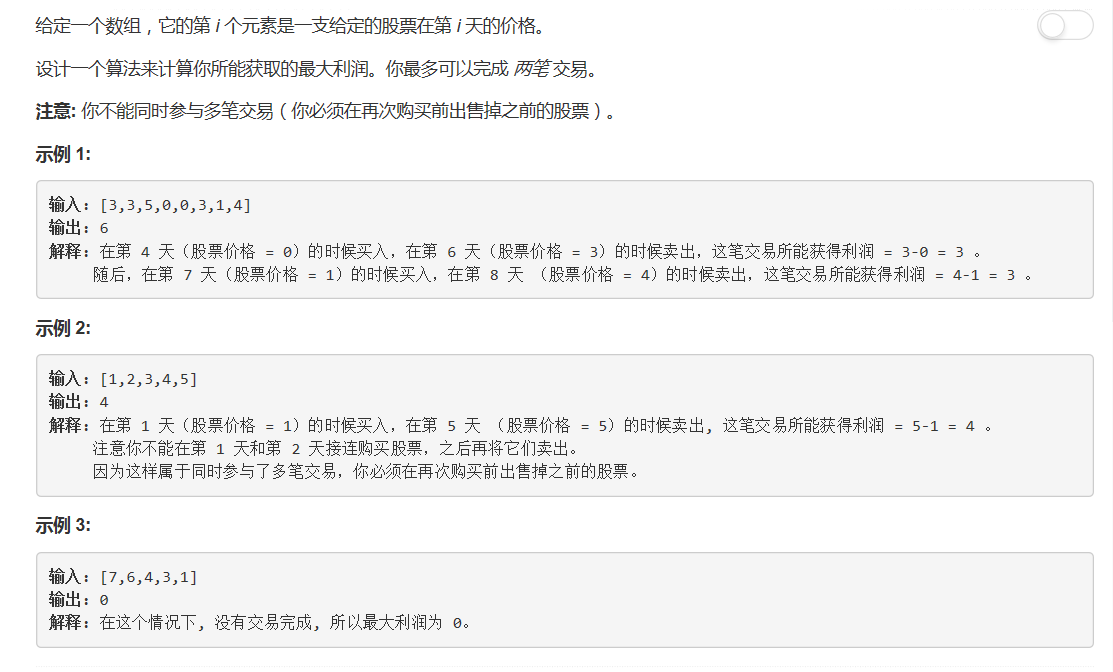 给定一个数组，它的第 i 个元素是一支给定的股票在第 i 天的价格。
设计一个算法来计算你所能获取的最大利润。你最多可以完成 两笔 交易。
注意: 你不能同时参与多笔交易（你必须在再次购买前出售掉之前的股票）。
示例 1:
输入: [3,3,5,0,0,3,1,4]
输出: 6
解释: 在第 4 天（股票价格 = 0）的时候买入，在第 6 天（股票价格 = 3）的时候卖出，这笔交易所能获得利润 = 3-0 = 3 。
随后，在第 7 天（股票价格 = 1）的时候买入，在第 8 天 （股票价格 = 4）的时候卖出，这笔交易所能获得利润 = 4-1 = 3 。
示例 2:
输入: [1,2,3,4,5]
输出: 4
解释: 在第 1 天（股票价格 = 1）的时候买入，在第 5 天 （股票价格 = 5）的时候卖出, 这笔交易所能获得利润 = 5-1 = 4 。
注意你不能在第 1 天和第 2 天接连购买股票，之后再将它们卖出。
因为这样属于同时参与了多笔交易，你必须在再次购买前出售掉之前的股票。
示例 3:
输入: [7,6,4,3,1]
输出: 0
解释: 在这个情况下, 没有交易完成, 所以最大利润为 0。